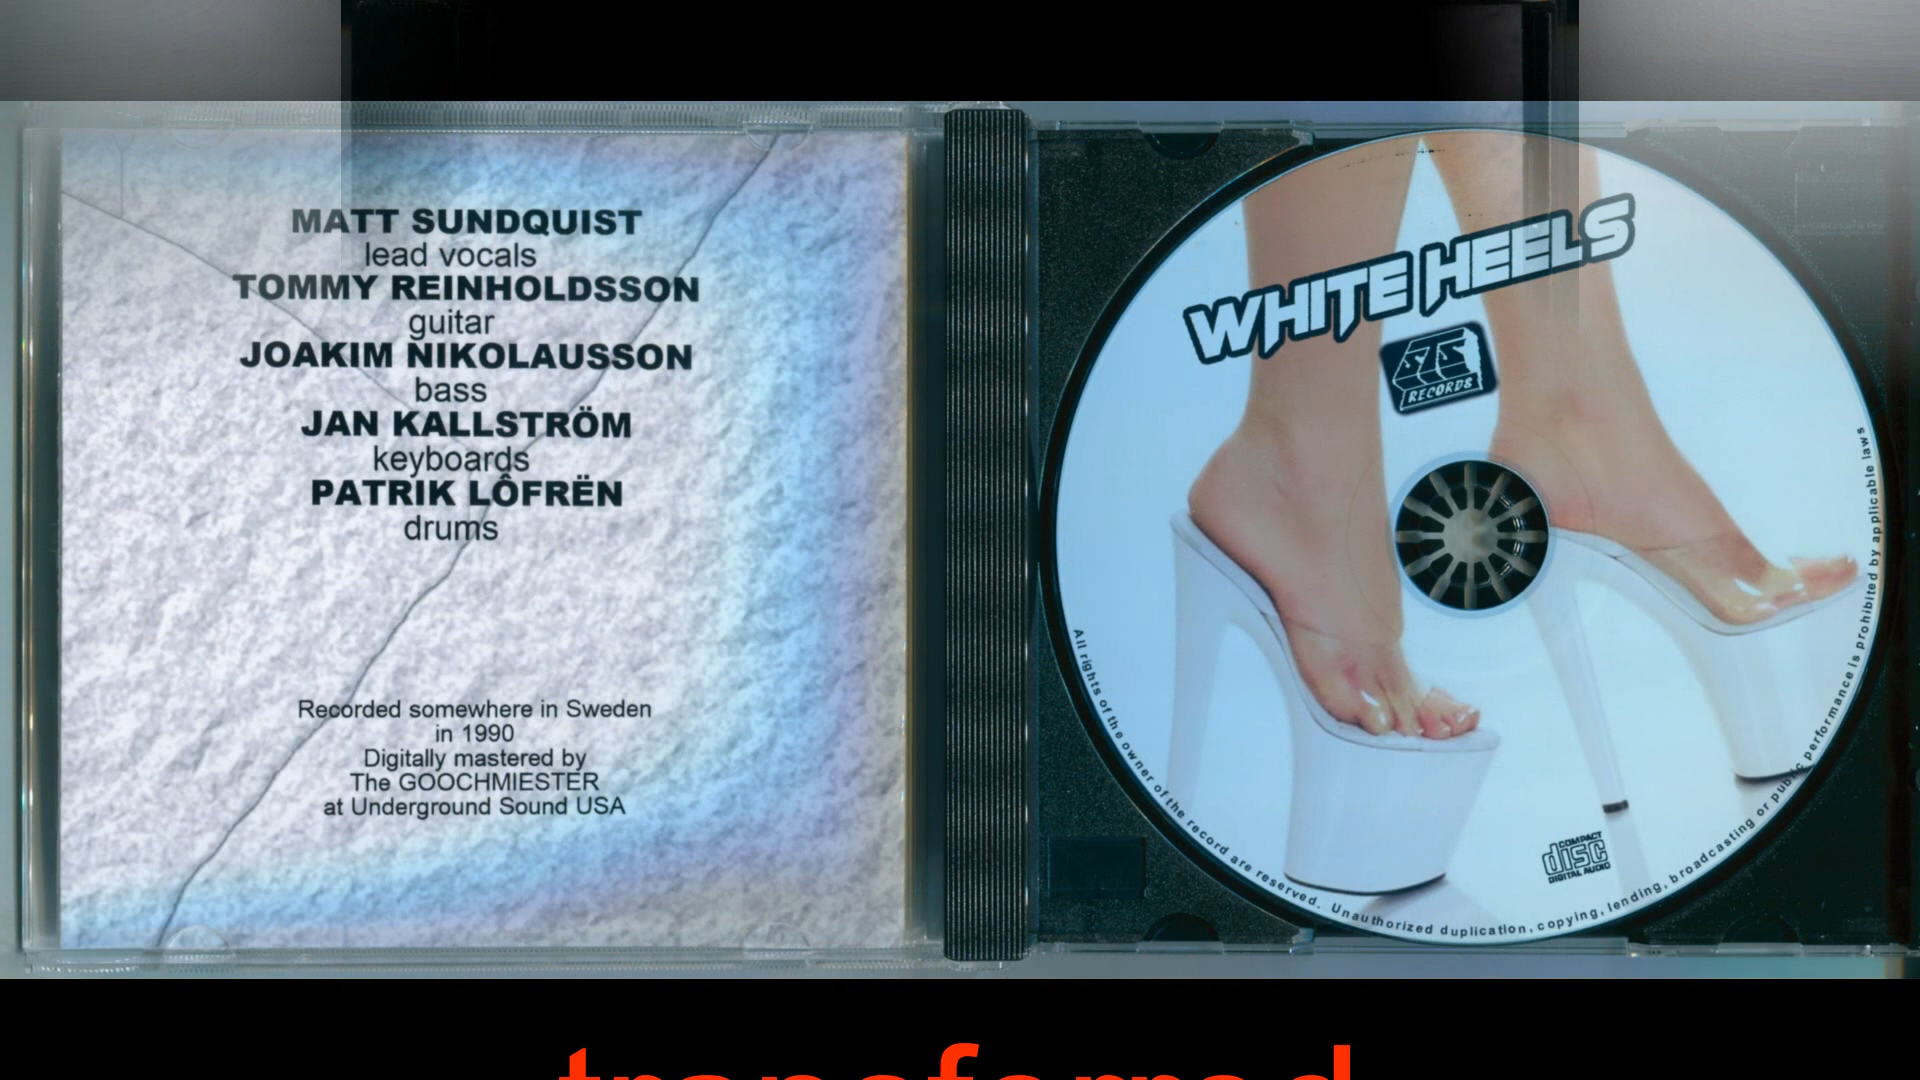 MATT SUNDQUIST
lead vocals
TOMMY REINHOLDSSON
guitar
JOAKIM NIKOLAUSSON
bass
JAN KALLSTRÖM
keyboards
PATRIK LÔFRËN
drums
Recorded somewhere in Sweden
in 1990
Digitally mastered by
The GOOCHMIESTER
at Underground Sound USA
WHITE HEELS
RECORDS
COMPACT
disc
DIGITAL AUDIO
All rights of the owner of the record are reserved. Unauthorized duplication, copying, lending, broadcasting or public performance is prohibited by applicable laws